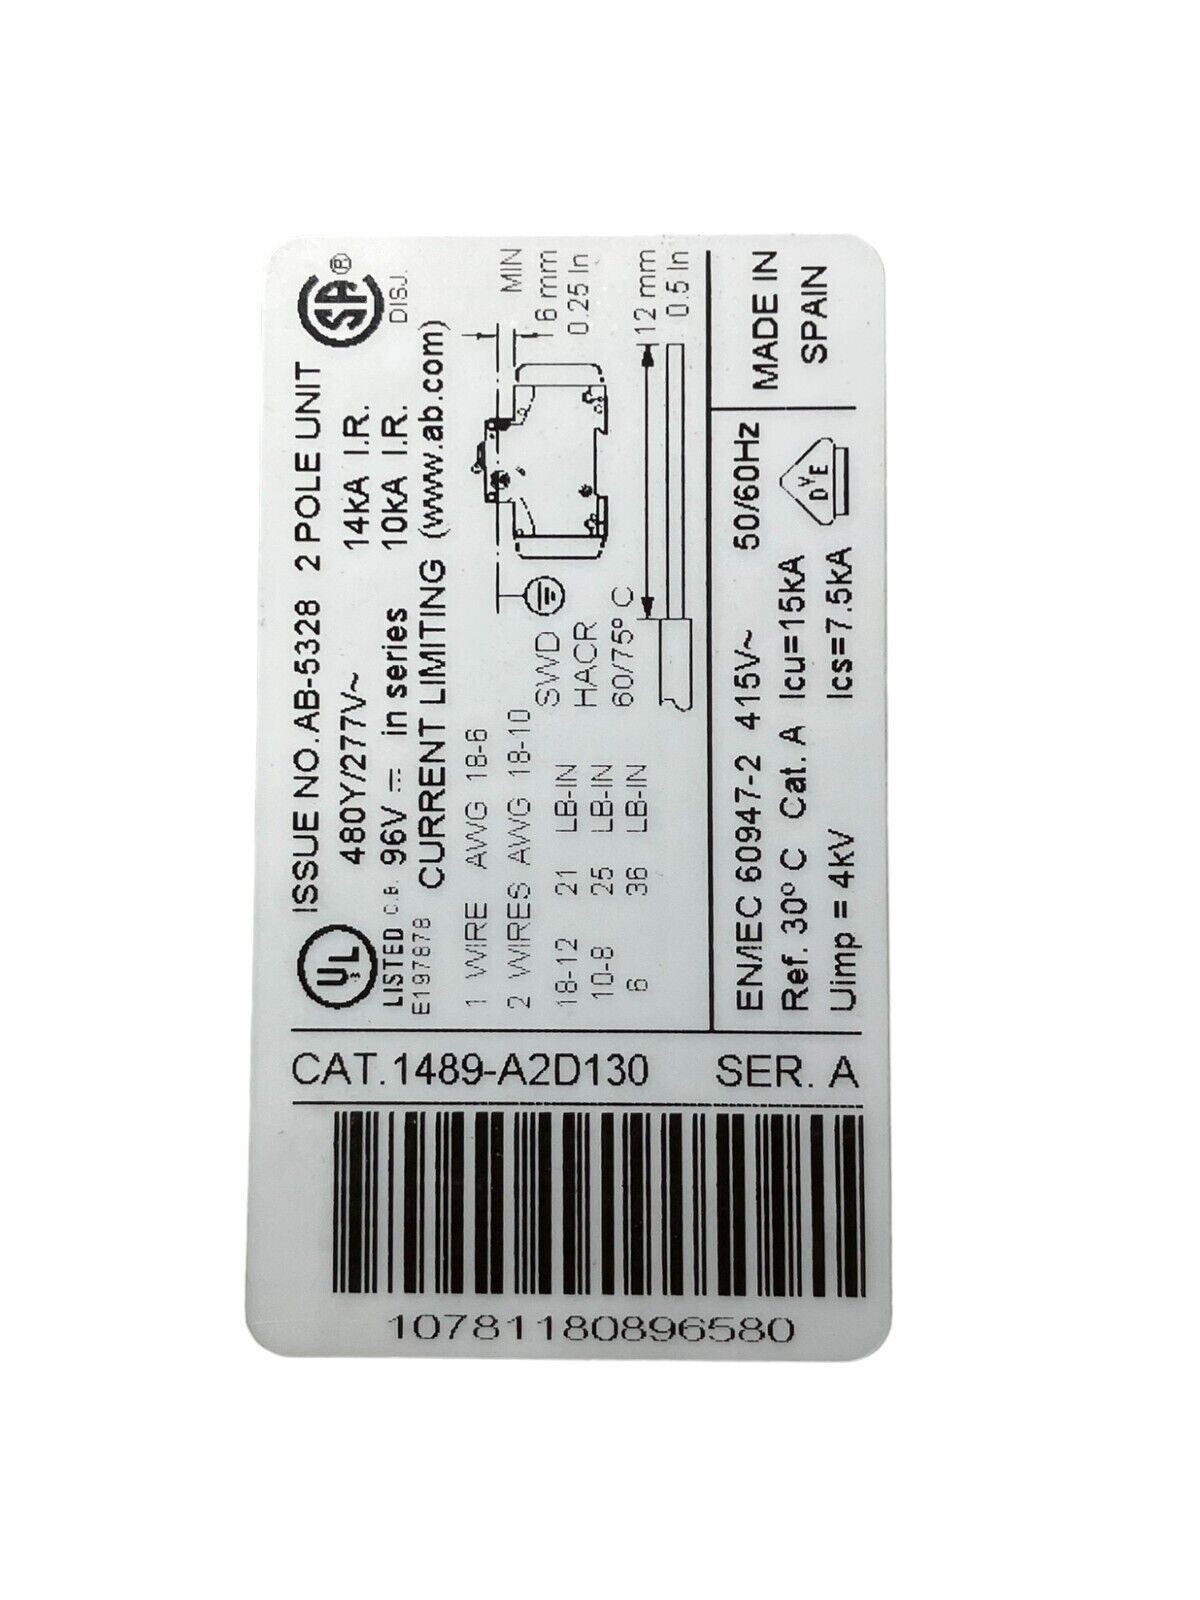 UL
ISSUE NO.AB-5328 2 POLE UNIT
SA ®
480Y/277V~ 14kA I.R.
DISJ.
LISTED C.B. 96V ⎓ in series 10kA I.R.
E197878 CURRENT LIMITING (www.ab.com)
1 WIRE AWG 18-6
2 WIRES AWG 18-10
18-12 21 LB-IN
10-8 25 LB-IN
6 36 LB-IN
SWD
HACR
60/75° C
MIN
6 mm
0.25 In
12 mm
0.5 In
EN/IEC 60947-2 415V~ 50/60Hz
Ref. 30° C Cat. A Icu=15kA
Uimp = 4kV Ics=7.5kA
DVE
MADE IN
SPAIN
CAT.1489-A2D130 SER. A
10781180896580